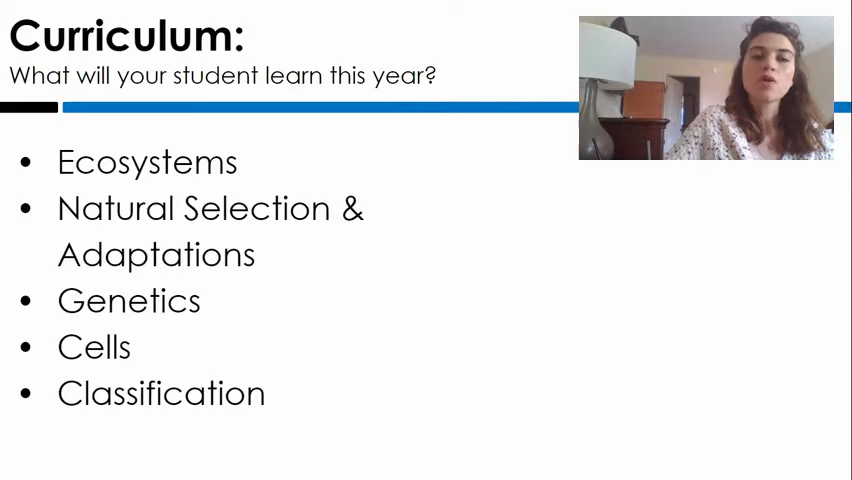 Curriculum:
What will your student learn this year?
• Ecosystems
• Natural Selection &
Adaptations
• Genetics
• Cells
• Classification